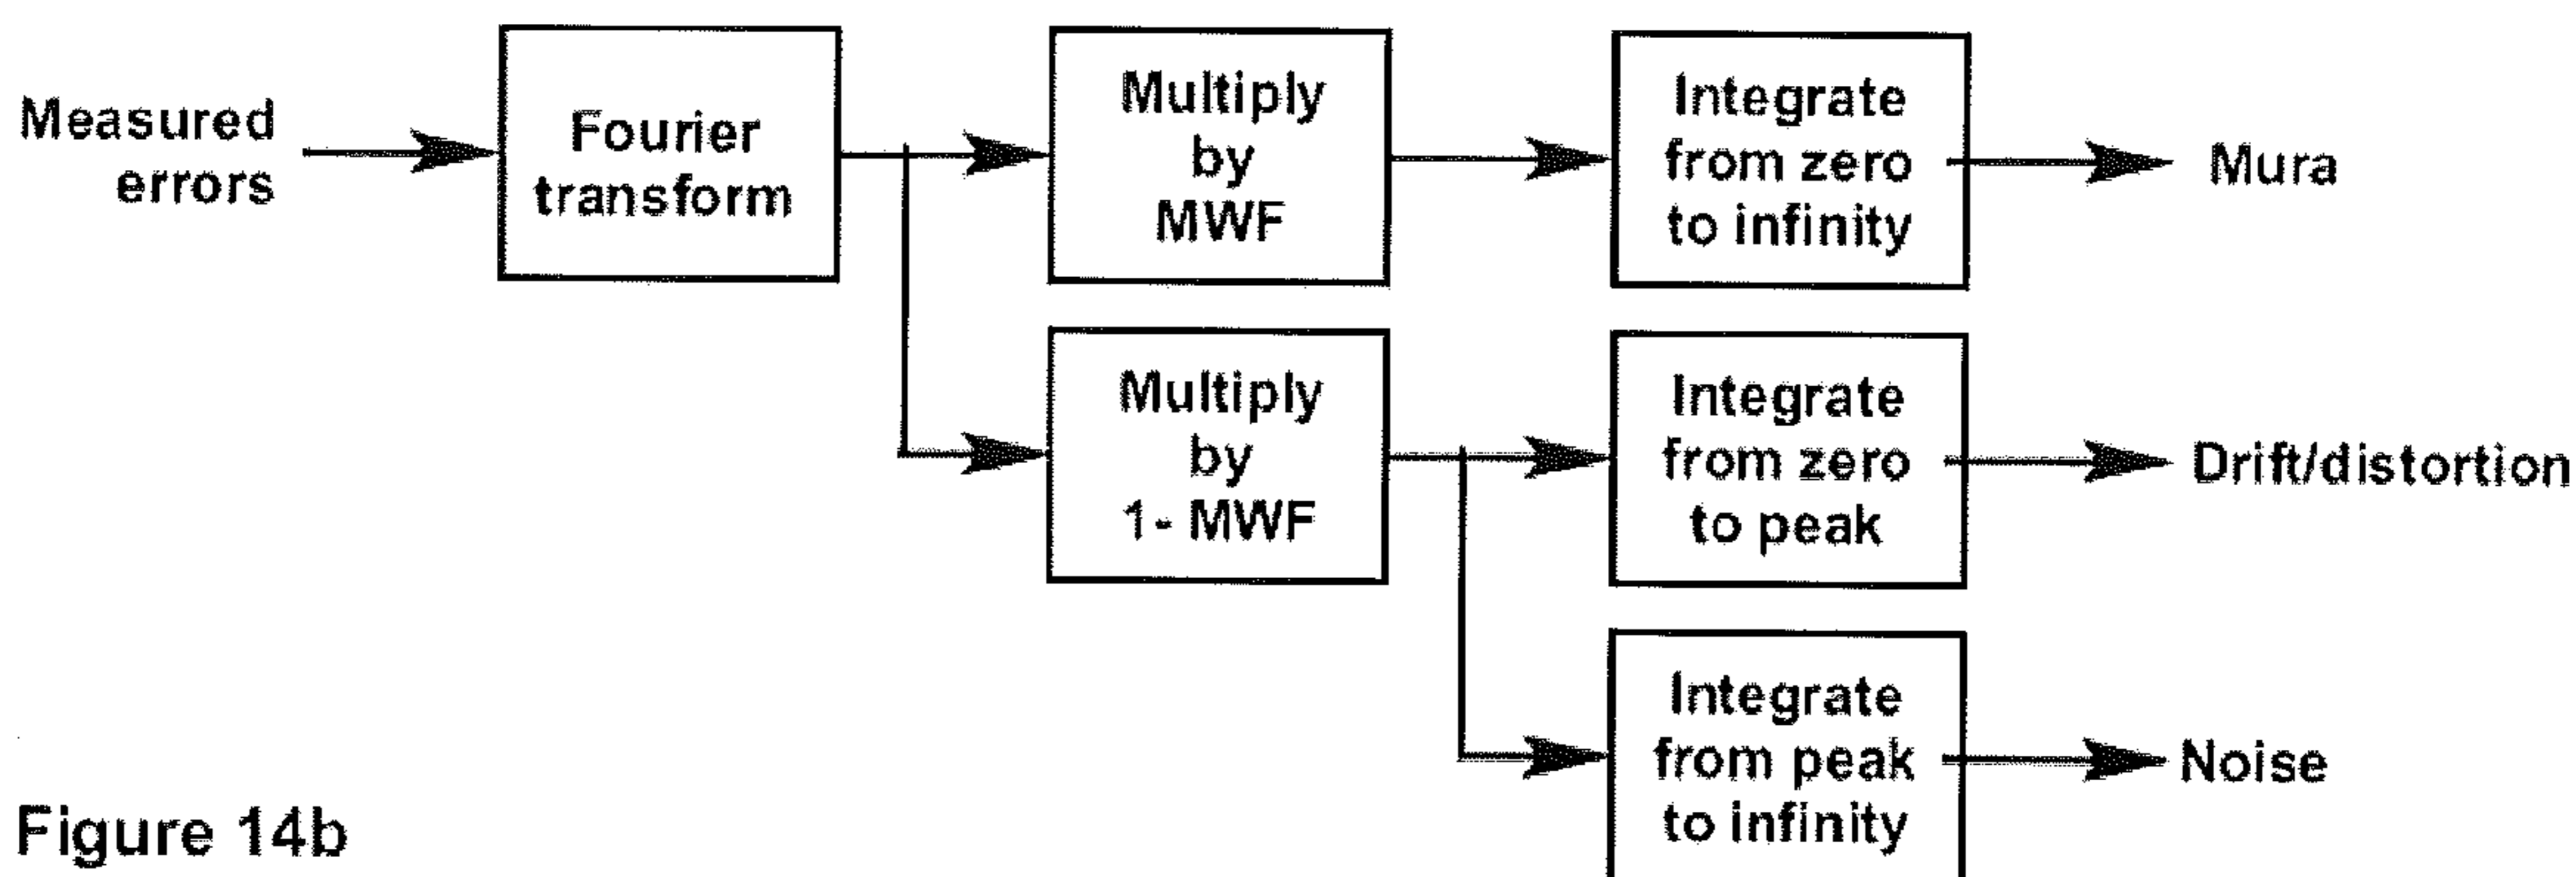 Measured
errors
Fourier
transform
Multiply
by
MWF
Integrate
from zero
to infinity
Mura
Multiply
by
1- MWF
Integrate
from zero
to peak
Drift/distortion
Integrate
from peak
to infinity
Noise
Figure 14b